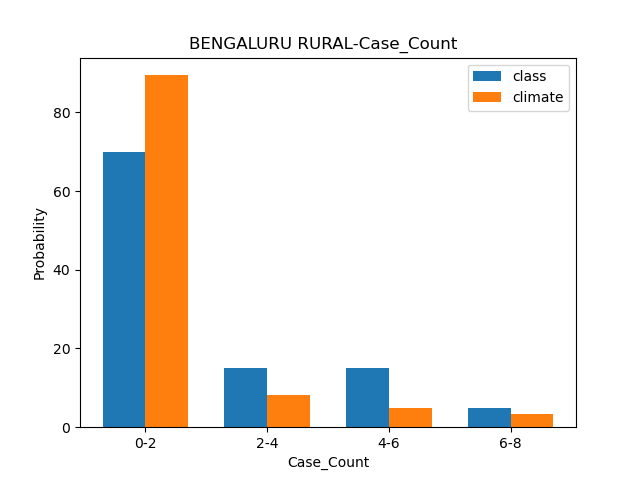 BENGALURU RURAL-Case_Count
class
climate
Probability
80
60
40
20
0
0-2
2-4
4-6
6-8
Case_Count